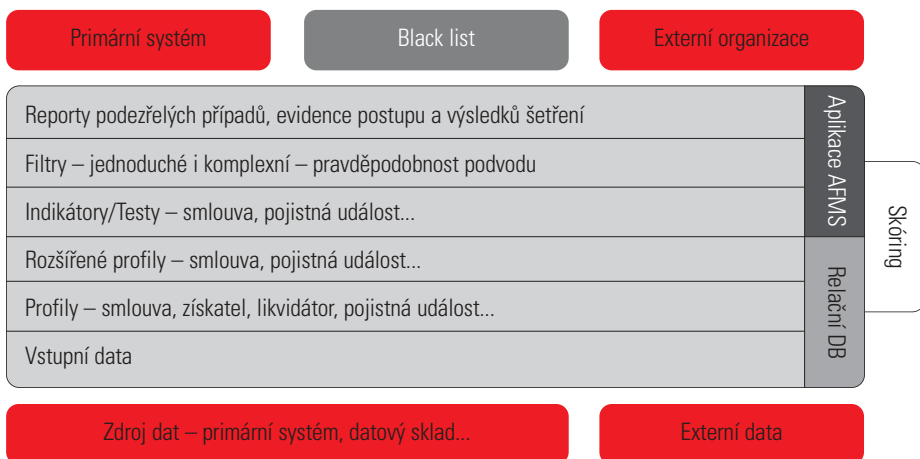 Primární systém
Black list
Externí organizace
Reporty podezřelých případů, evidence postupu a výsledků šetření
Filtry – jednoduché i komplexní – pravděpodobnost podvodu
Indikátory/Testy – smlouva, pojistná událost...
Rozšířené profily – smlouva, pojistná událost...
Profily – smlouva, získatel, likvidátor, pojistná událost...
Vstupní data
Aplikace AFMS
Relační DB
Skóring
Zdroj dat – primární systém, datový sklad...
Externí data